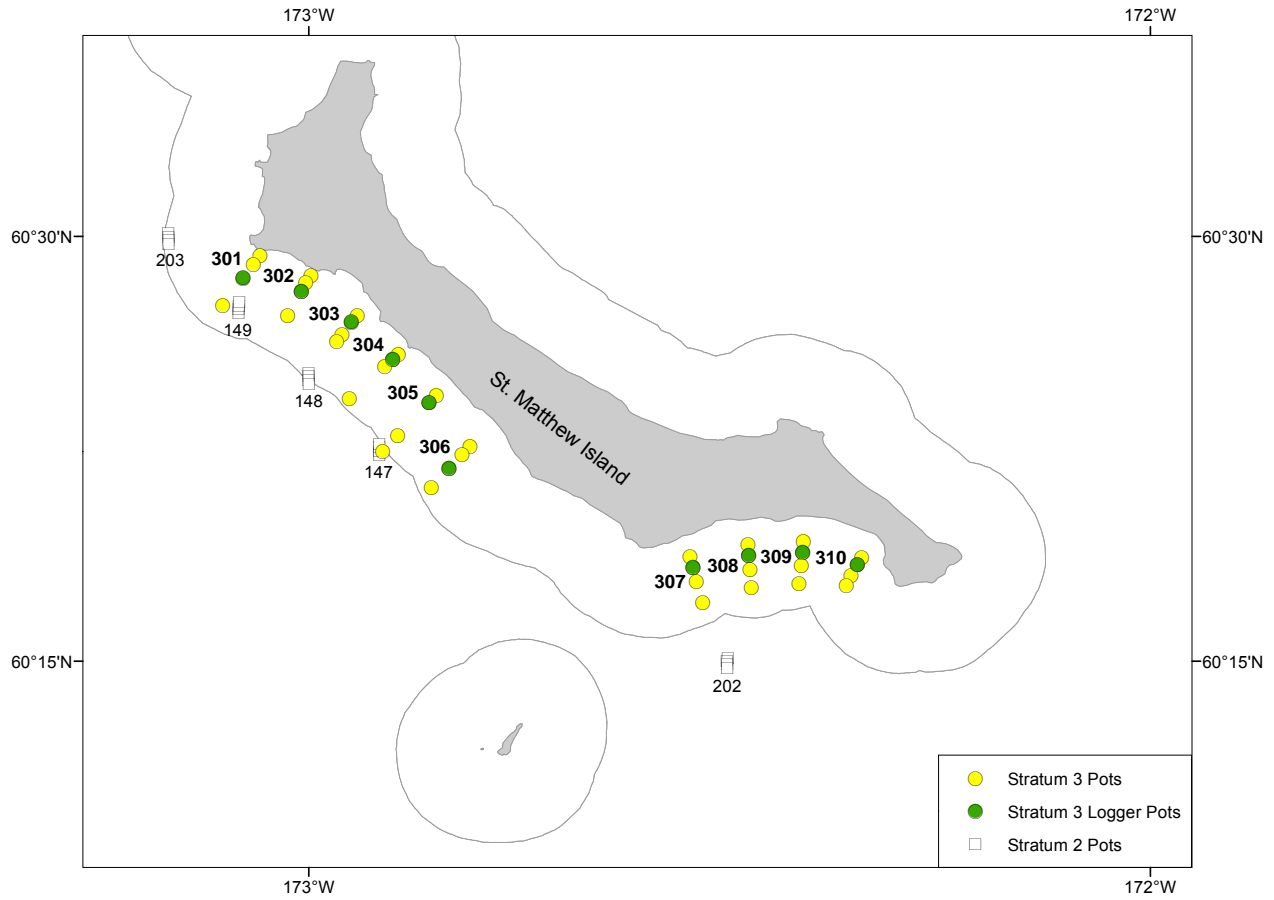 173°W 172°W
60°30'N 60°30'N
203
301
302
149
303
304
148
305
147
306
St. Matthew Island
307
308
309
310
60°15'N 60°15'N
202
Stratum 3 Pots
Stratum 3 Logger Pots
Stratum 2 Pots
173°W 172°W